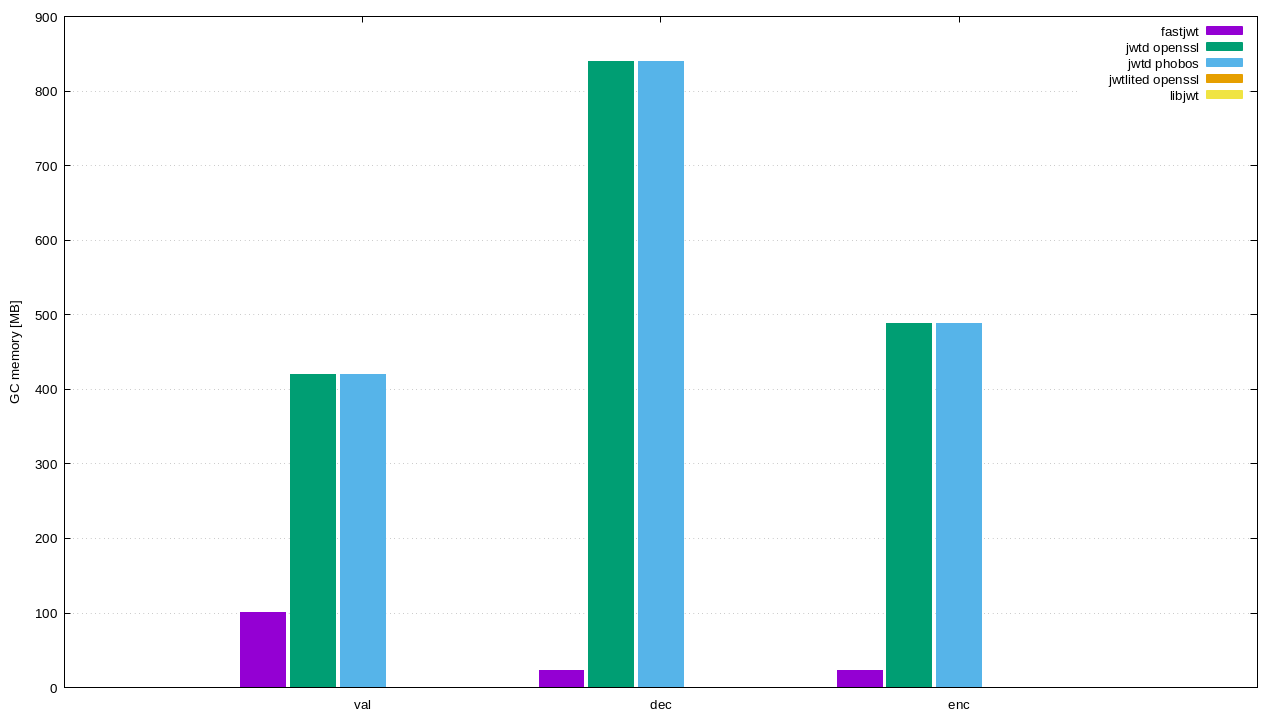 900
800
700
600
500
400
300
200
100
0
GC memory [MB]
val
dec
enc
fastjwt
jwtd openssl
jwtd phobos
jwtlited openssl
libjwt